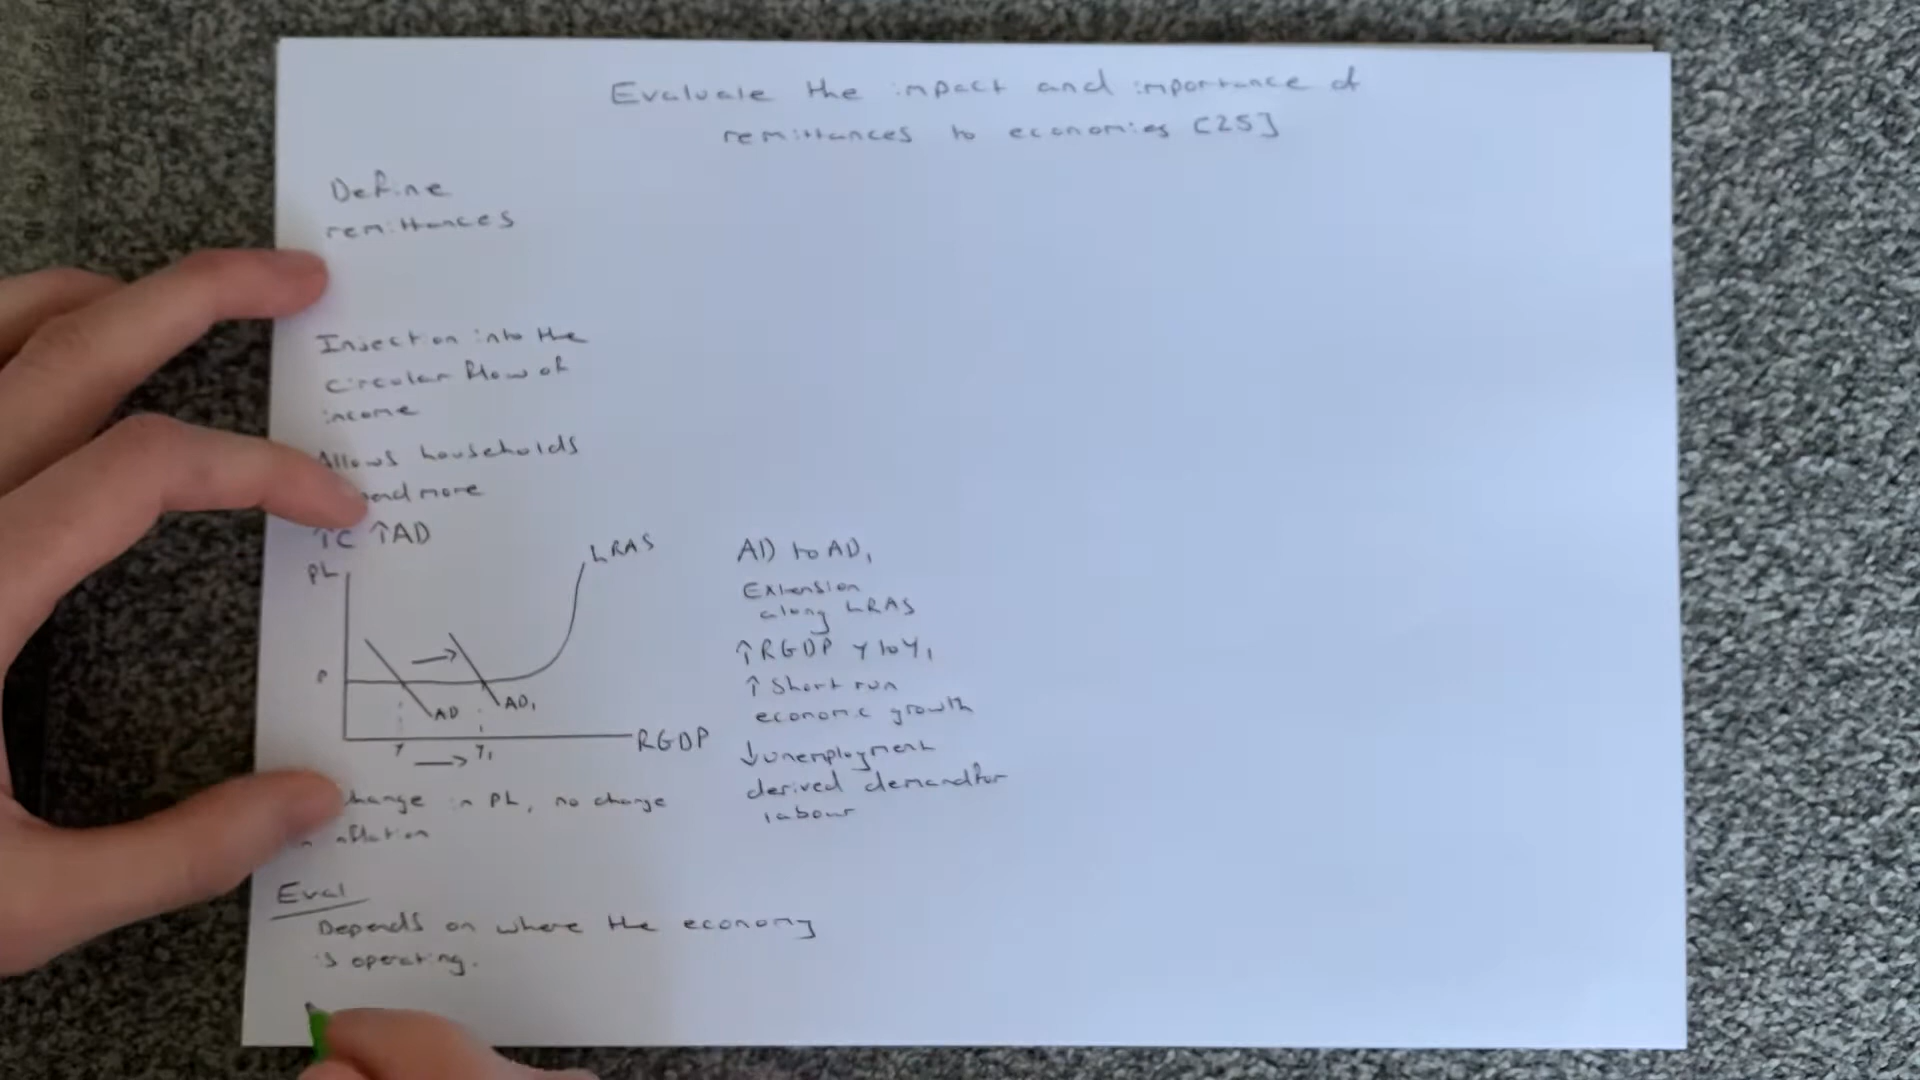 Evaluate the impact and importance of
remittances to economies [25]
Define
remittances
Injection into the
circular flow of
income
Allows households
more
↑C ↑AD
PL
LRAS
P
AD
AD₁
Y
Y₁
RGDP
in PL, no change
inflation
AD to AD₁
Extension
along LRAS
↑RGDP Y to Y₁
↑ Short run
economic growth
↓unemployment
derived demand for
labour
Eval
Depends on where the economy
is operating.